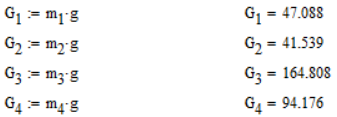 G₁ := m₁·g G₁ = 47.088
G₂ := m₂·g G₂ = 41.539
G₃ := m₃·g G₃ = 164.808
G₄ := m₄·g G₄ = 94.176